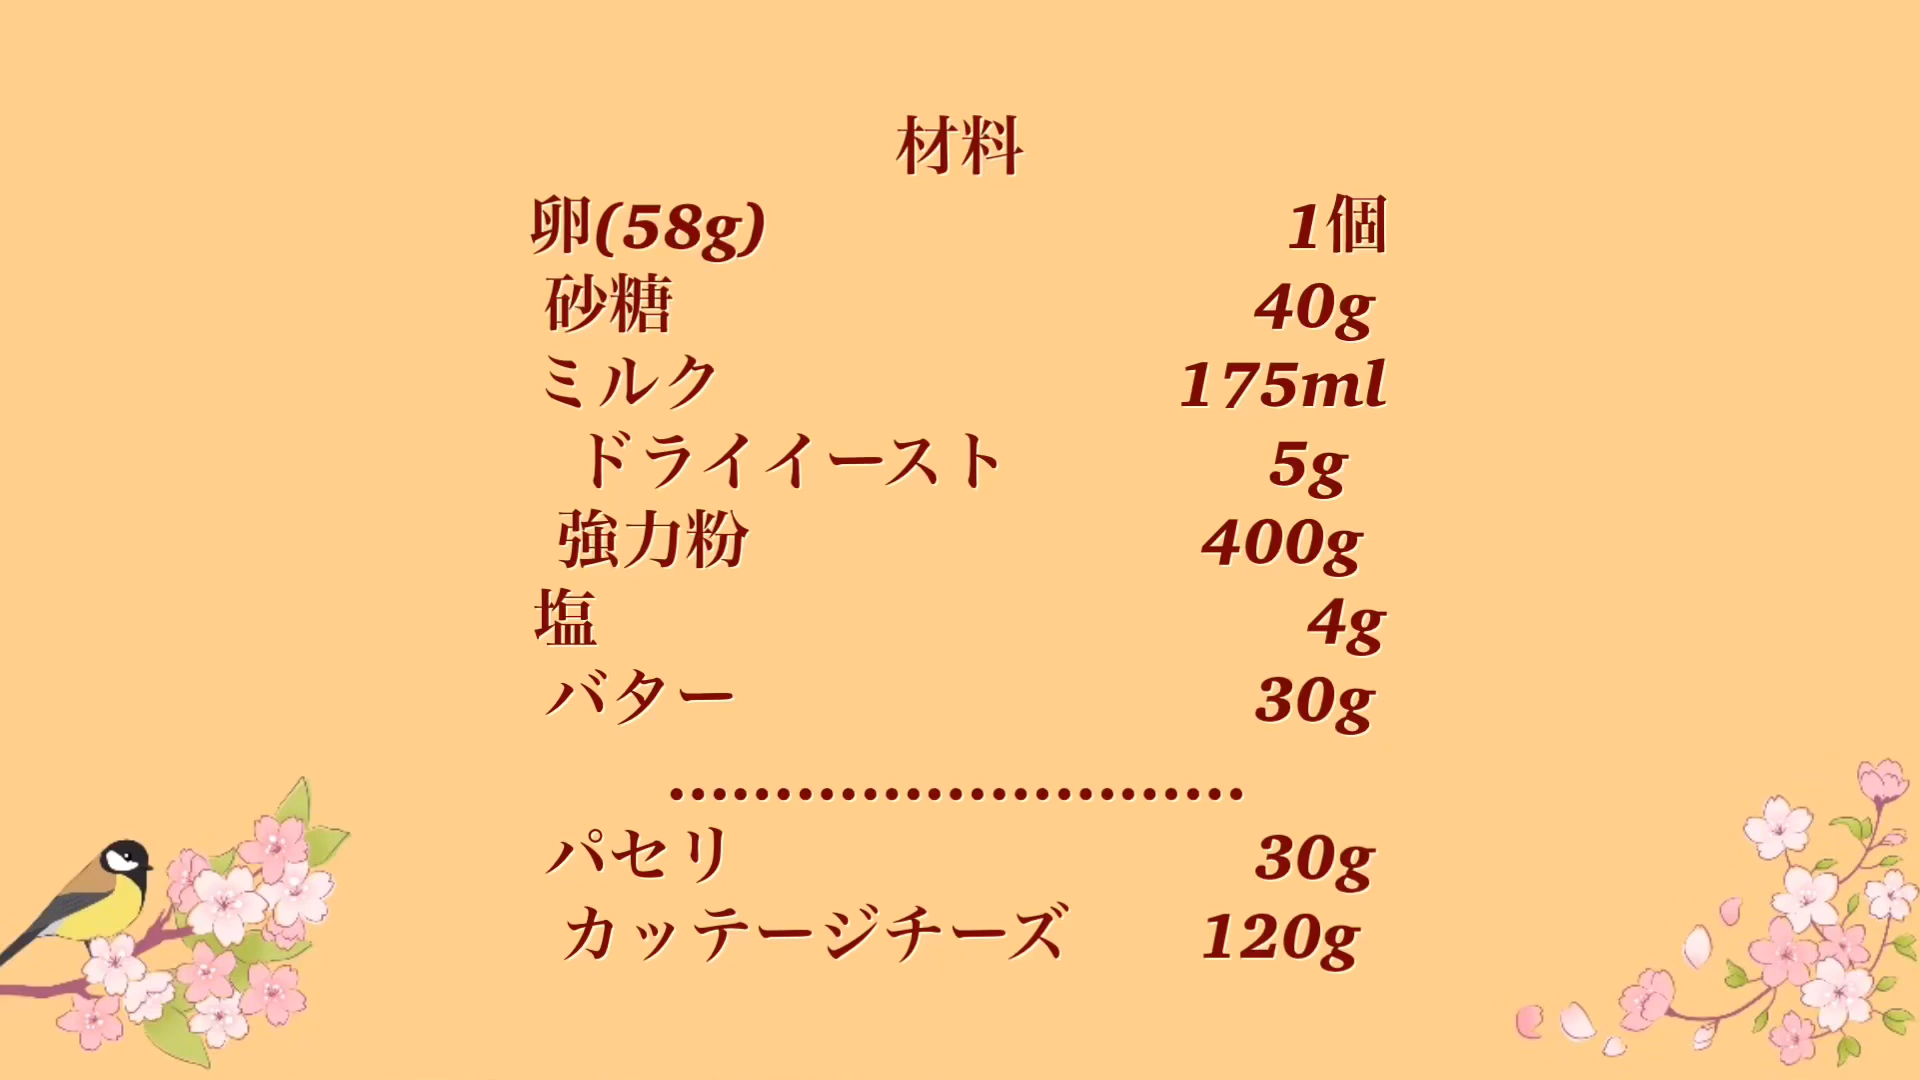 材料
卵(58g) 1個
砂糖 40g
ミルク 175ml
ドライイースト 5g
強力粉 400g
塩 4g
バター 30g
...........................
パセリ 30g
カッテージチーズ 120g